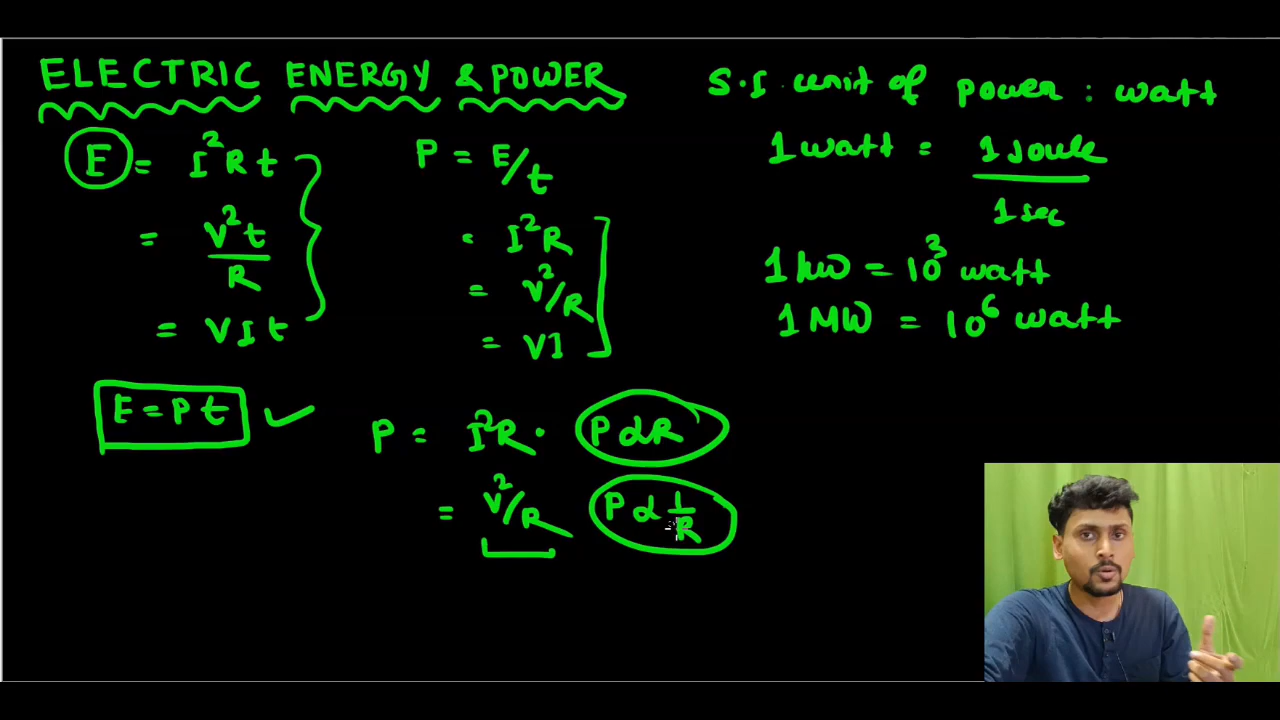 ELECTRIC ENERGY & POWER
E = I²Rt
= V²t/R
= VIt
E = Pt
P = E/t
= I²R
= V²/R
= VI
P = I²R. P α R
= V²/R P α 1/R
S.I. unit of power : watt
1 watt = 1 Joule/1 sec
1 kW = 10³ watt
1 MW = 10⁶ watt